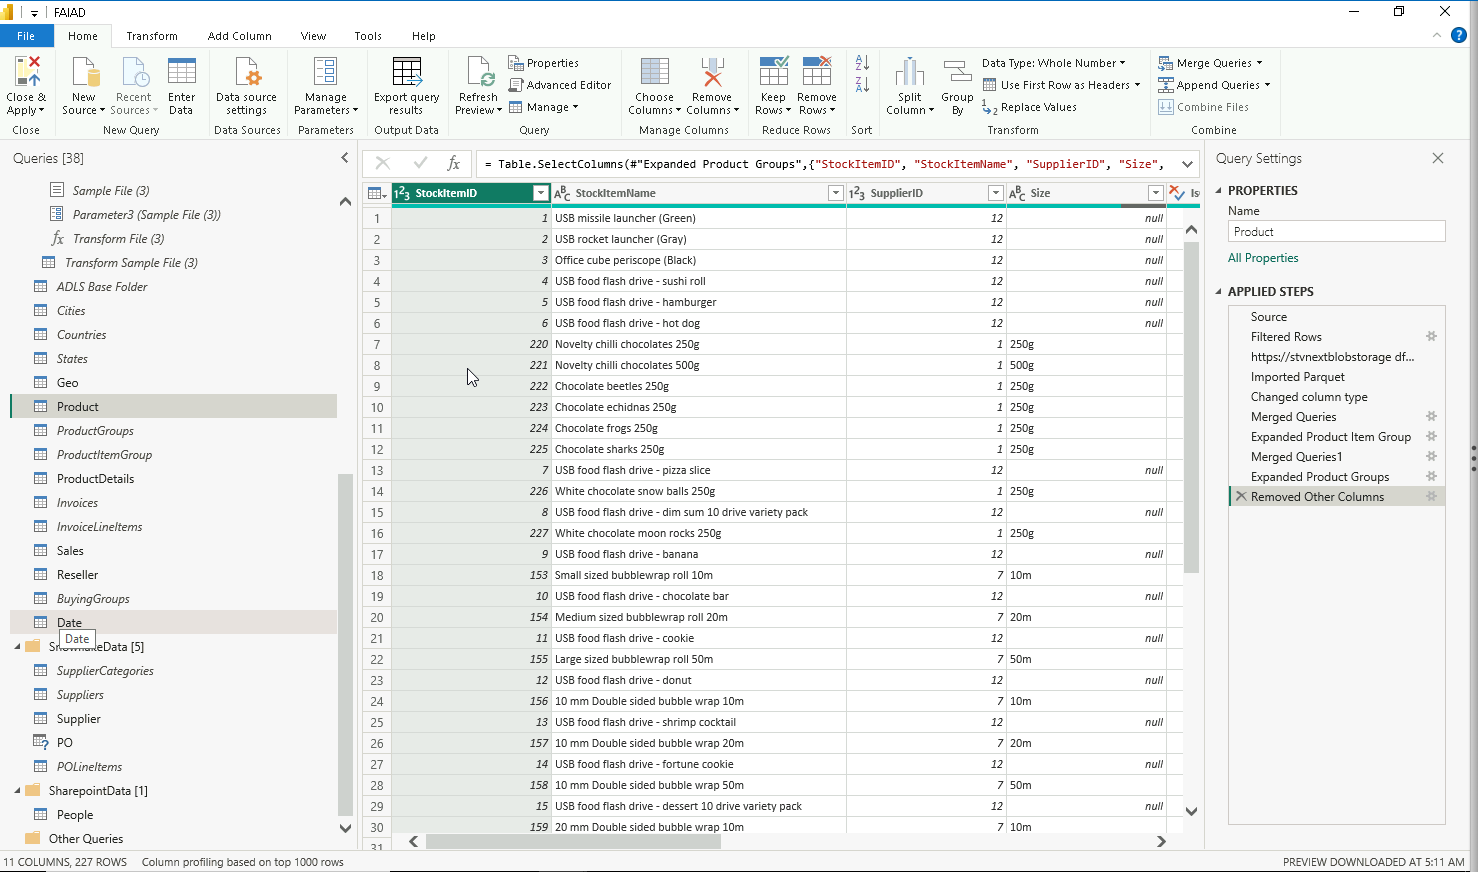 FAIAD
File Home Transform Add Column View Tools Help
Close & Apply
New Source
Recent Sources
Enter Data
Data source settings
Manage Parameters
Export query results
Refresh Preview
Properties
Advanced Editor
Manage
Choose Columns
Remove Columns
Keep Rows
Remove Rows
Split Column
Group By
Data Type: Whole Number
Use First Row as Headers
Replace Values
Merge Queries
Append Queries
Combine Files
Close New Query Data Sources Parameters Output Data Query Manage Columns Reduce Rows Sort Transform Combine
Queries [38]
Sample File (3)
Parameter3 (Sample File (3))
Transform File (3)
Transform Sample File (3)
ADLS Base Folder
Cities
Countries
States
Geo
Product
ProductGroups
ProductItemGroup
ProductDetails
Invoices
InvoiceLineItems
Sales
Reseller
BuyingGroups
Date
Date
[5]
SupplierCategories
Suppliers
Supplier
PO
POLineItems
SharepointData [1]
People
Other Queries
= Table.SelectColumns(#"Expanded Product Groups",{"StockItemID", "StockItemName", "SupplierID", "Size",
StockItemID StockItemName SupplierID Size
1 1 USB missile launcher (Green) 12 null
2 2 USB rocket launcher (Gray) 12 null
3 3 Office cube periscope (Black) 12 null
4 4 USB food flash drive - sushi roll 12 null
5 5 USB food flash drive - hamburger 12 null
6 6 USB food flash drive - hot dog 12 null
7 220 Novelty chilli chocolates 250g 1 250g
8 221 Novelty chilli chocolates 500g 1 500g
9 222 Chocolate beetles 250g 1 250g
10 223 Chocolate echidnas 250g 1 250g
11 224 Chocolate frogs 250g 1 250g
12 225 Chocolate sharks 250g 1 250g
13 7 USB food flash drive - pizza slice 12 null
14 226 White chocolate snow balls 250g 1 250g
15 8 USB food flash drive - dim sum 10 drive variety pack 12 null
16 227 White chocolate moon rocks 250g 1 250g
17 9 USB food flash drive - banana 12 null
18 153 Small sized bubblewrap roll 10m 7 10m
19 10 USB food flash drive - chocolate bar 12 null
20 154 Medium sized bubblewrap roll 20m 7 20m
21 11 USB food flash drive - cookie 12 null
22 155 Large sized bubblewrap roll 50m 7 50m
23 12 USB food flash drive - donut 12 null
24 156 10 mm Double sided bubble wrap 10m 7 10m
25 13 USB food flash drive - shrimp cocktail 12 null
26 157 10 mm Double sided bubble wrap 20m 7 20m
27 14 USB food flash drive - fortune cookie 12 null
28 158 10 mm Double sided bubble wrap 50m 7 50m
29 15 USB food flash drive - dessert 10 drive variety pack 12 null
30 159 20 mm Double sided bubble wrap 10m 7 10m
31
Query Settings
PROPERTIES
Name
Product
All Properties
APPLIED STEPS
Source
Filtered Rows
https://stvnextblobstorage df...
Imported Parquet
Changed column type
Merged Queries
Expanded Product Item Group
Merged Queries1
Expanded Product Groups
Removed Other Columns
11 COLUMNS, 227 ROWS Column profiling based on top 1000 rows
PREVIEW DOWNLOADED AT 5:11 AM